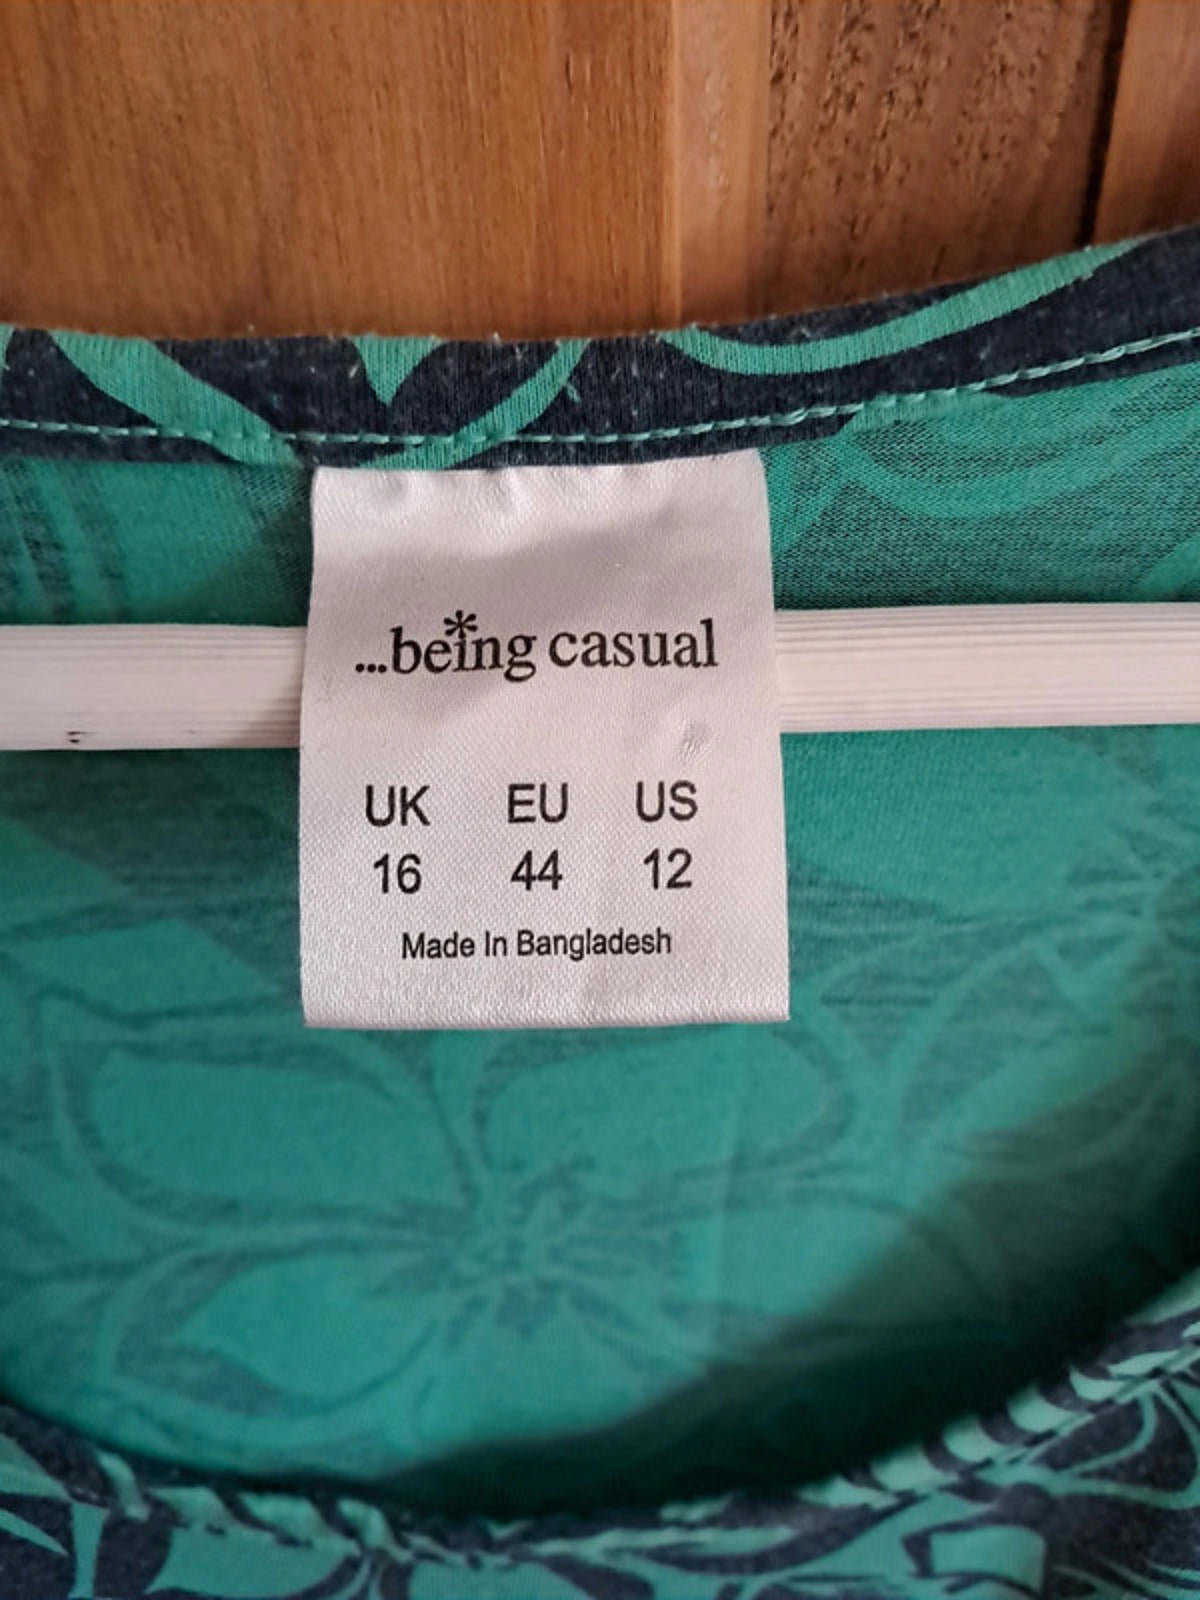 ...being casual
UK EU US
16 44 12
Made In Bangladesh